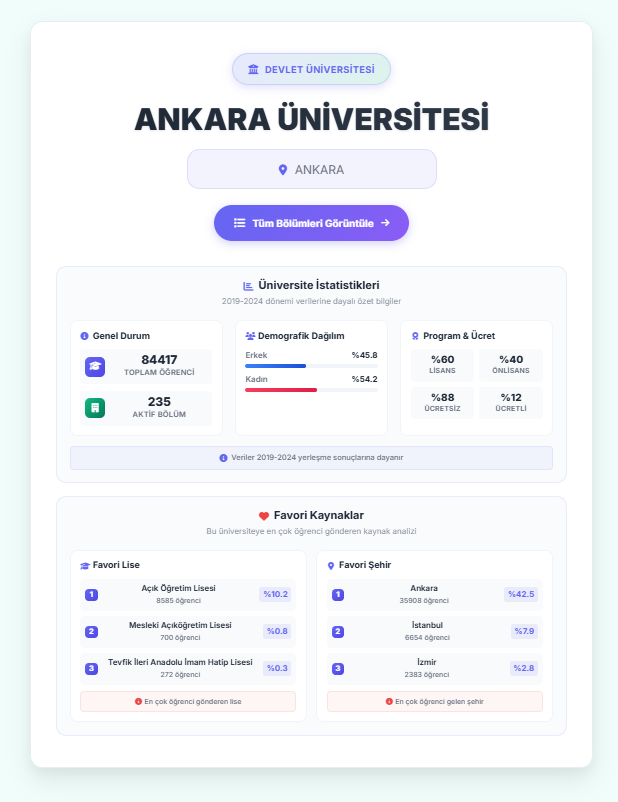 DEVLET ÜNİVERSİTESİ
ANKARA ÜNİVERSİTESİ
ANKARA
Tüm Bölümleri Görüntüle
Üniversite İstatistikleri
2019-2024 dönemi verilerine dayalı özet bilgiler
Genel Durum
84417
TOPLAM ÖĞRENCİ
235
AKTİF BÖLÜM
Demografik Dağılım
Erkek %45.8
Kadın %54.2
Program & Ücret
%60 %40
LİSANS ÖNLİSANS
%88 %12
ÜCRETSİZ ÜCRETLİ
Veriler 2019-2024 yerleşme sonuçlarına dayanır
Favori Kaynaklar
Bu üniversiteye en çok öğrenci gönderen kaynak analizi
Favori Lise
1 Açık Öğretim Lisesi %10.2
8585 öğrenci
2 Mesleki Açıköğretim Lisesi %0.8
700 öğrenci
3 Tevfik İleri Anadolu İmam Hatip Lisesi %0.3
272 öğrenci
En çok öğrenci gönderen lise
Favori Şehir
1 Ankara %42.5
35908 öğrenci
2 İstanbul %7.9
6654 öğrenci
3 İzmir %2.8
2383 öğrenci
En çok öğrenci gelen şehir